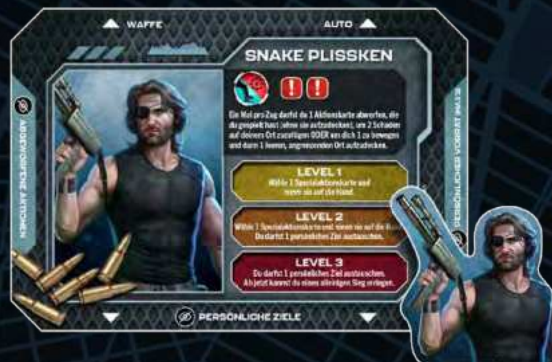 WAFFE
AUTO
SNAKE PLISSKEN
Ein Mal pro Zug darfst du 1 Aktionskarte abwerfen, die
du gespielt hast (ohne sie aufzudecken), um 2 Schaden
auf deinem Ort zuzufügen ODER um dich 1 zu bewegen
und dann 1 leeren, angrenzenden Ort aufzudecken.
LEVEL 1
Wähle 1 Spezialaktionskarte und
nimm sie auf die Hand.
LEVEL 2
Wähle 1 Spezialaktionskarte und nimm sie auf die Hand.
Du darfst 1 persönliches Ziel austauschen.
LEVEL 3
Du darfst 1 persönliches Ziel austauschen.
Ab jetzt kannst du einen alleinigen Sieg erringen.
ABGEWORFENE AKTIONEN
PERSÖNLICHER VORRAT
PERSÖNLICHE ZIELE